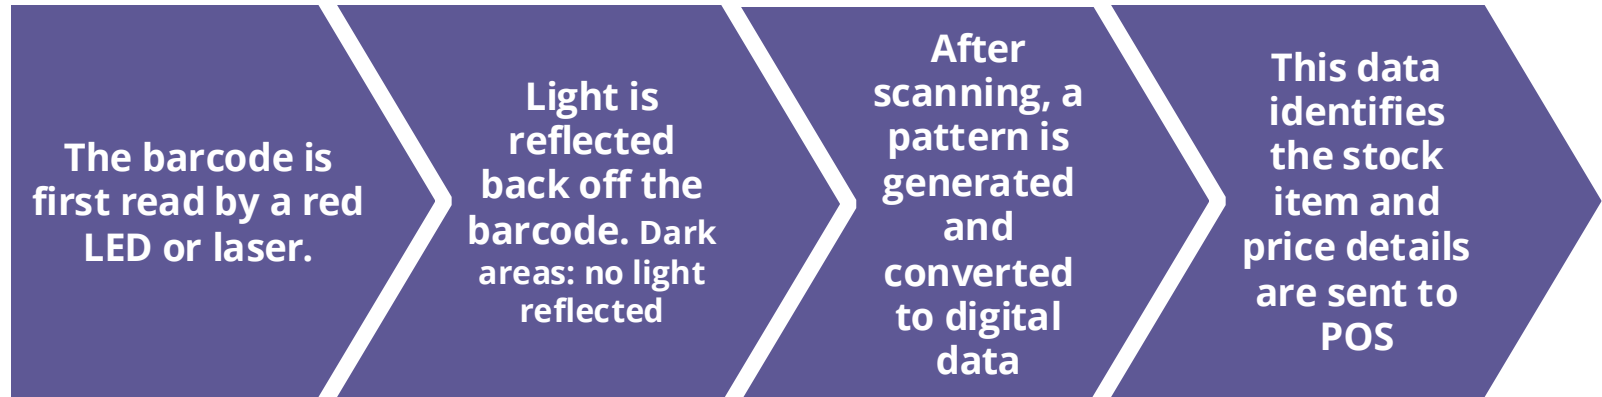 The barcode is
first read by a red
LED or laser.
Light is
reflected
back off the
barcode. Dark
areas: no light
reflected
After
scanning, a
pattern is
generated
and
converted
to digital
data
This data
identifies
the stock
item and
price details
are sent to
POS